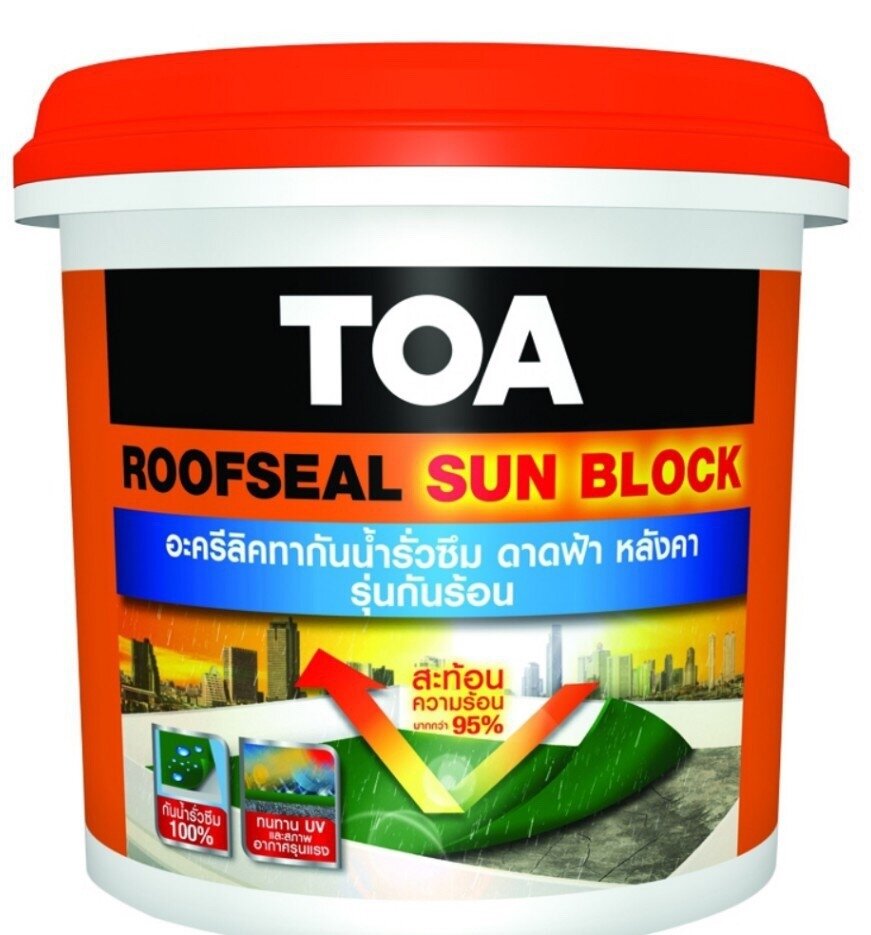 TOA
ROOFSEAL SUN BLOCK
อะครีลิคทากันน้ำรั่วซึม ดาดฟ้า หลังคา
รุ่นกันร้อน
สะท้อน
ความร้อน
มากกว่า 95%
กันน้ำรั่วซึม
100%
ทนทาน UV
และสภาพ
อากาศรุนแรง